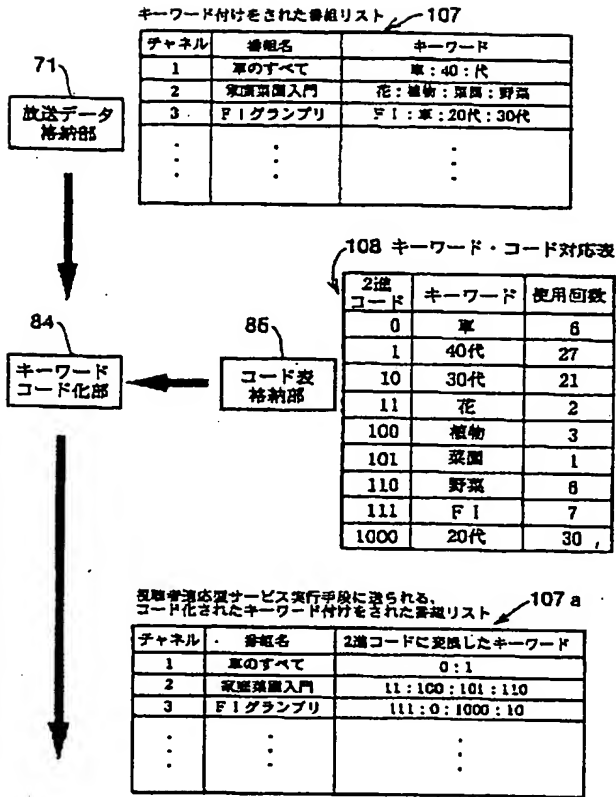 キーワード付けをされた番組リスト 107
チャネル 番組名 キーワード
1 車のすべて 車:40:代
2 家庭菜園入門 花:植物:菜園:野菜
3 FIグランプリ FI:車:20代:30代
71
放送データ
格納部
108 キーワード・コード対応表
2進
コード キーワード 使用回数
0 車 6
1 40代 27
10 30代 21
11 花 2
100 植物 3
101 菜園 1
110 野菜 6
111 FI 7
1000 20代 30
84
キーワード
コード化部
85
コード表
格納部
視聴者適応型サービス実行手段に送られる、
コード化されたキーワード付けをされた番組リスト 107a
チャネル 番組名 2進コードに変換したキーワード
1 車のすべて 0:1
2 家庭菜園入門 11:100:101:110
3 FIグランプリ 111:0:1000:10